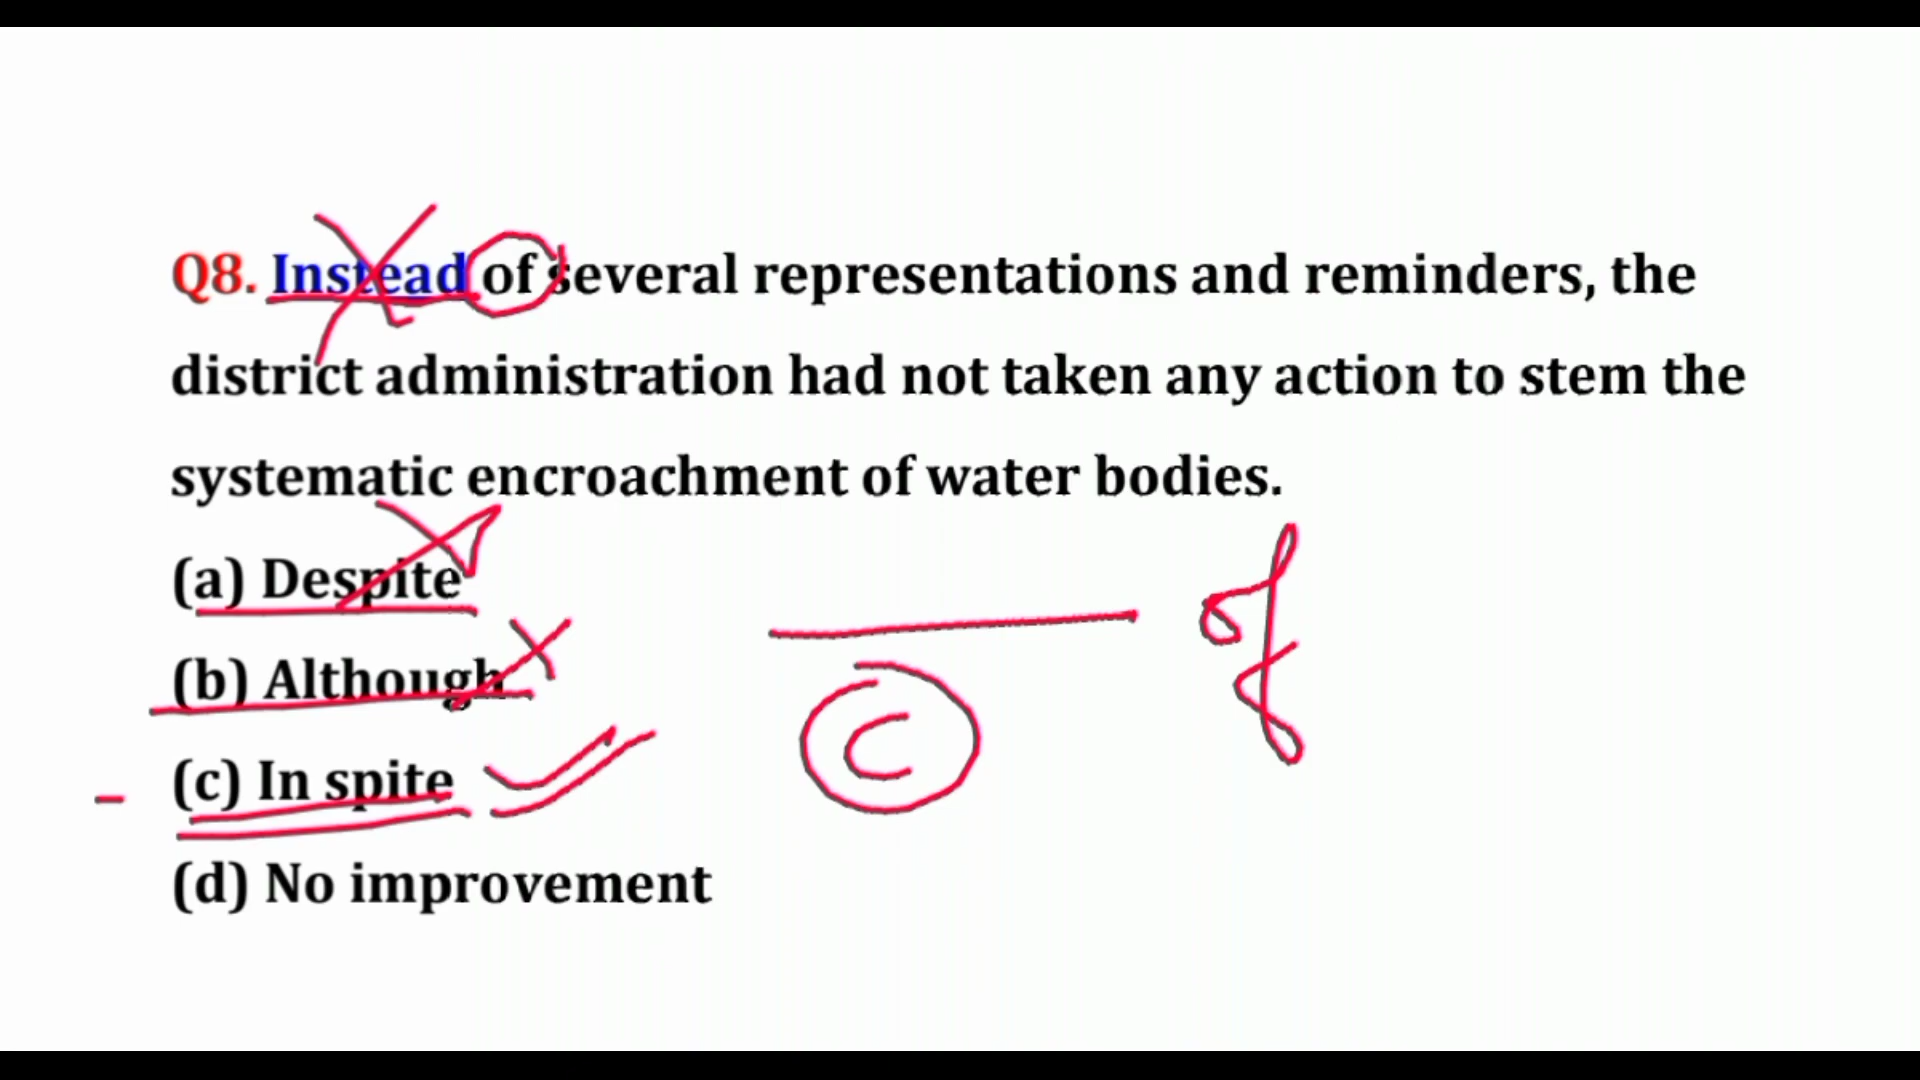 Q8. Instead of several representations and reminders, the
district administration had not taken any action to stem the
systematic encroachment of water bodies.
(a) Despite
(b) Although
(c) In spite
(d) No improvement
of
C